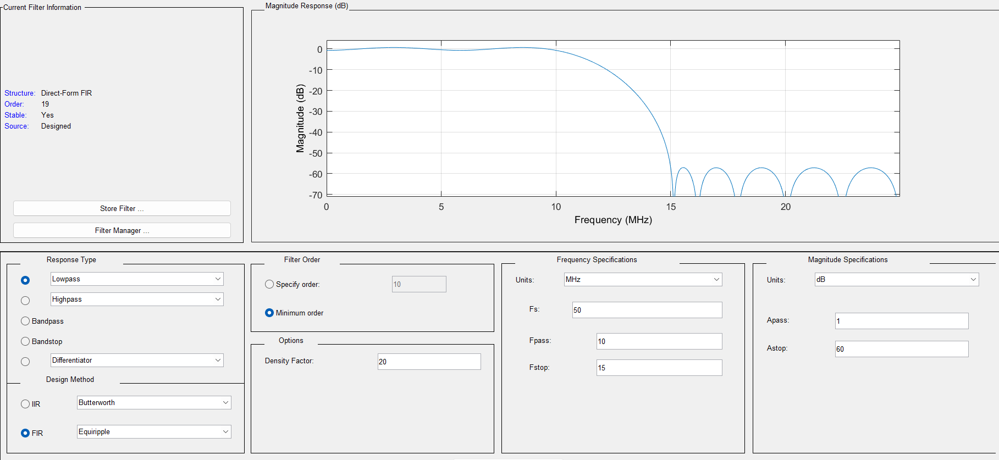 Current Filter Information
Structure: Direct-Form FIR
Order: 19
Stable: Yes
Source: Designed
Store Filter ...
Filter Manager ...
Magnitude Response (dB)
Magnitude (dB)
0
-10
-20
-30
-40
-50
-60
-70
0 5 10 15 20
Frequency (MHz)
Response Type
Lowpass
Highpass
Bandpass
Bandstop
Differentiator
Design Method
IIR Butterworth
FIR Equiripple
Filter Order
Specify order: 10
Minimum order
Options
Density Factor: 20
Frequency Specifications
Units: MHz
Fs: 50
Fpass: 10
Fstop: 15
Magnitude Specifications
Units: dB
Apass: 1
Astop: 60